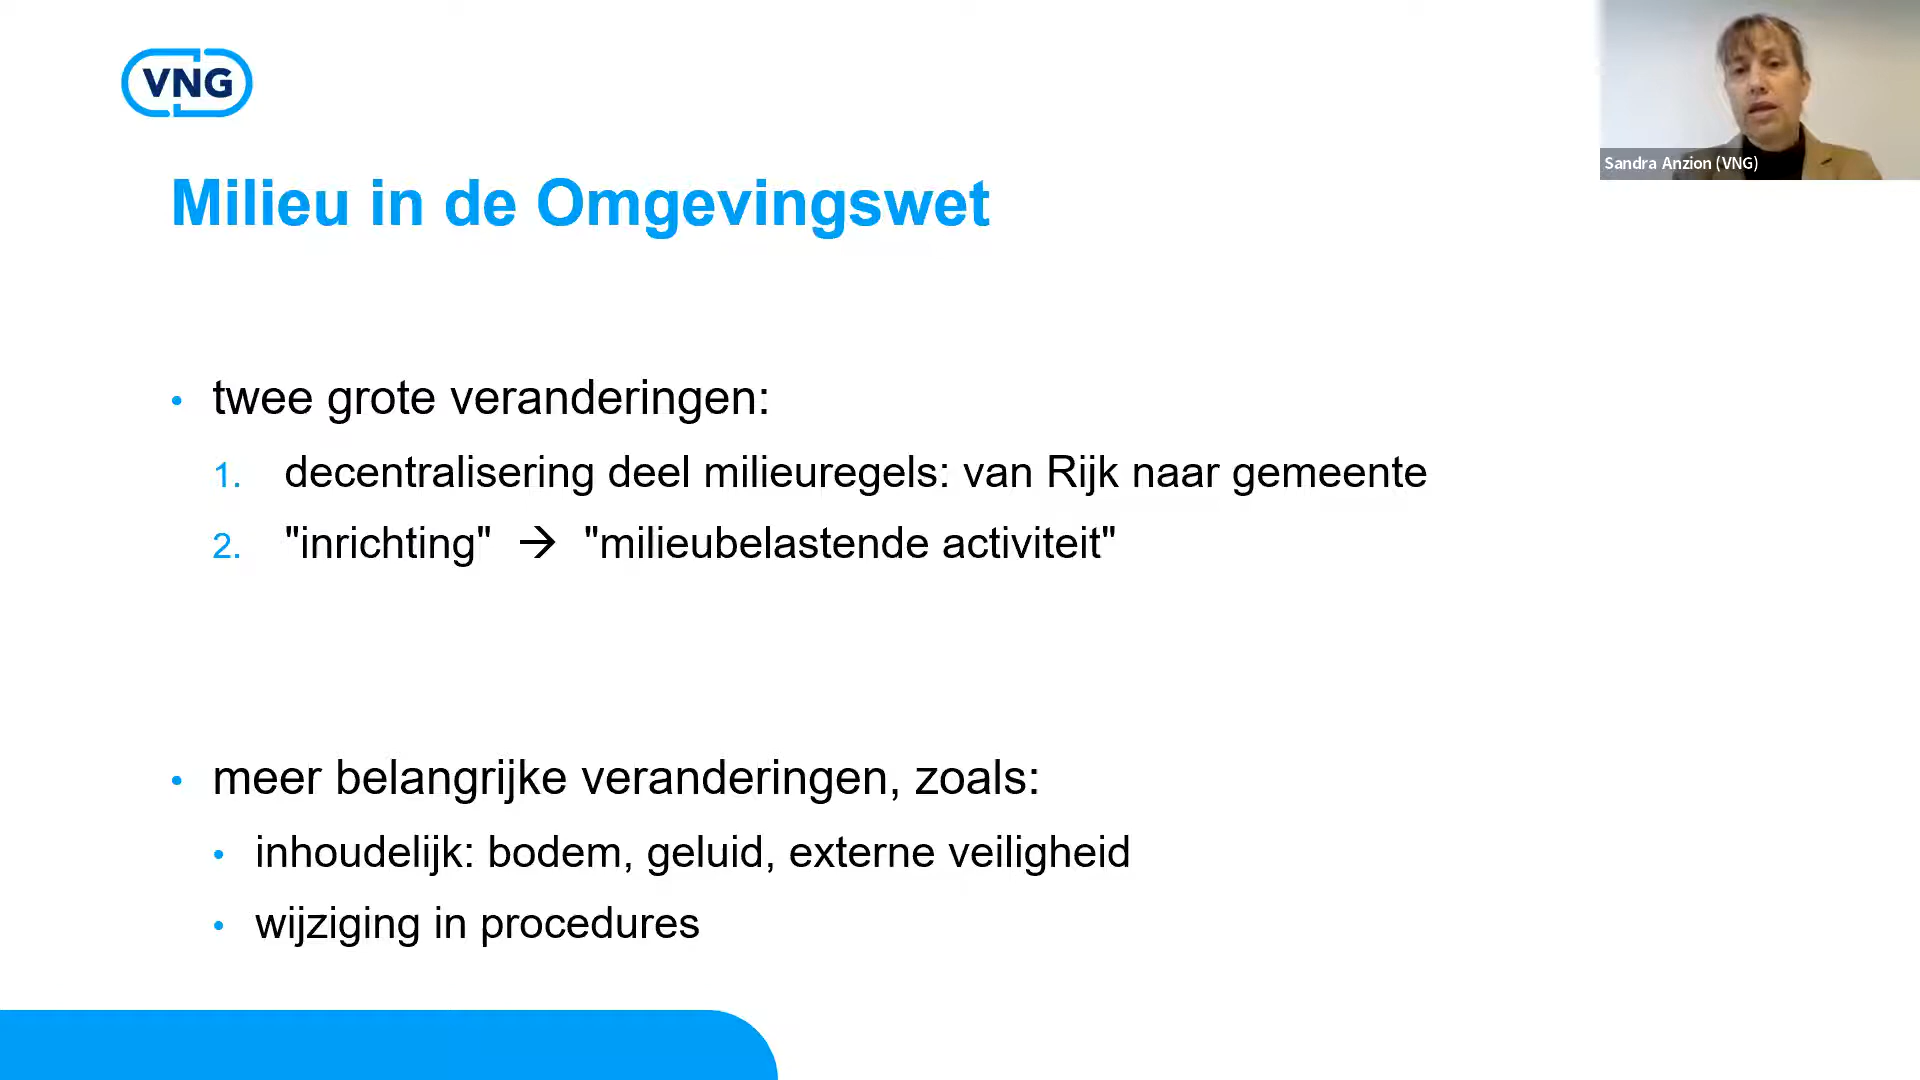 VNG
Sandra Anzion (VNG)
Milieu in de Omgevingswet
• twee grote veranderingen:
1. decentralisering deel milieuregels: van Rijk naar gemeente
2. "inrichting" → "milieubelastende activiteit"
• meer belangrijke veranderingen, zoals:
• inhoudelijk: bodem, geluid, externe veiligheid
• wijziging in procedures